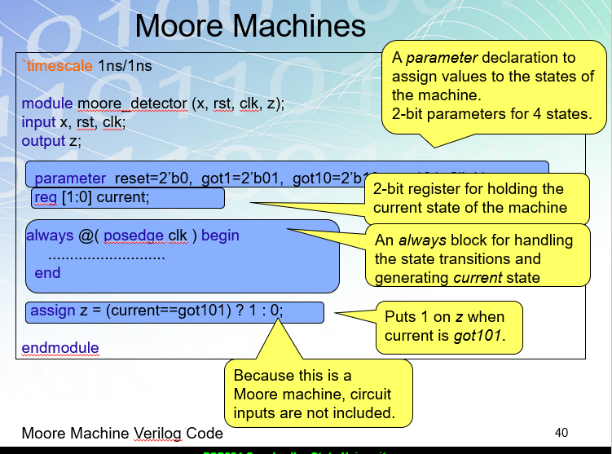 Moore Machines
`timescale 1ns/1ns
module moore_detector (x, rst, clk, z);
input x, rst, clk;
output z;
parameter reset=2'b0, got1=2'b01, got10=2'b1
reg [1:0] current;
always @( posedge clk ) begin
..........................
end
assign z = (current==got101) ? 1 : 0;
endmodule
A parameter declaration to
assign values to the states of
the machine.
2-bit parameters for 4 states.
2-bit register for holding the
current state of the machine
An always block for handling
the state transitions and
generating current state
Puts 1 on z when
current is got101.
Because this is a
Moore machine, circuit
inputs are not included.
Moore Machine Verilog Code
40